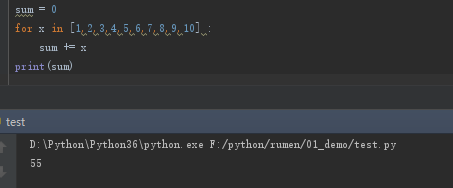 sum = 0
for x in [1,2,3,4,5,6,7,8,9,10] :
    sum += x
print(sum)
test
D:\Python\Python36\python.exe F:/python/rumen/01_demo/test.py
55